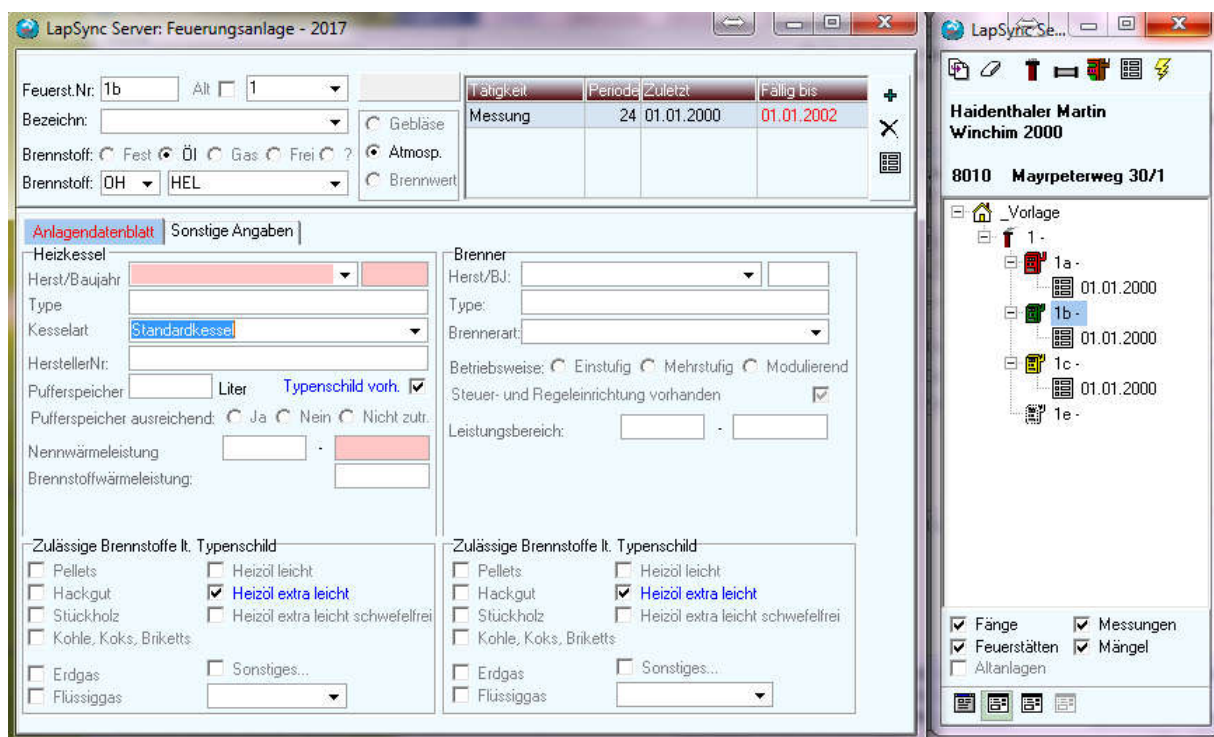 LapSync Server: Feuerungsanlage - 2017
Feuerst.Nr: 1b Alt 1
Bezeichn:
Brennstoff: Fest Öl Gas Frei ?
Brennstoff: OH HEL
Gebläse
Atmosp.
Brennwert
Tätigkeit Periode Zuletzt Fällig bis
Messung 24 01.01.2000 01.01.2002
Anlagendatenblatt Sonstige Angaben
Heizkessel
Herst/Baujahr
Type
Kesselart Standardkessel
HerstellerNr:
Pufferspeicher Liter Typenschild vorh.
Pufferspeicher ausreichend: Ja Nein Nicht zutr.
Nennwärmeleistung -
Brennstoffwärmeleistung:
Brenner
Herst/BJ:
Type:
Brennerart:
Betriebsweise: Einstufig Mehrstufig Modulierend
Steuer- und Regeleinrichtung vorhanden
Leistungsbereich: -
Zulässige Brennstoffe lt. Typenschild
Pellets Heizöl leicht
Hackgut Heizöl extra leicht
Stückholz Heizöl extra leicht schwefelfrei
Kohle, Koks, Briketts
Erdgas Sonstiges...
Flüssiggas
Zulässige Brennstoffe lt. Typenschild
Pellets Heizöl leicht
Hackgut Heizöl extra leicht
Stückholz Heizöl extra leicht schwefelfrei
Kohle, Koks, Briketts
Erdgas Sonstiges...
Flüssiggas
LapSync Se...
Haidenthaler Martin
Winchim 2000
8010 Mayrpeterweg 30/1
_Vorlage
1 -
1a -
01.01.2000
1b -
01.01.2000
1c -
01.01.2000
1e -
Fänge Messungen
Feuerstätten Mängel
Altanlagen